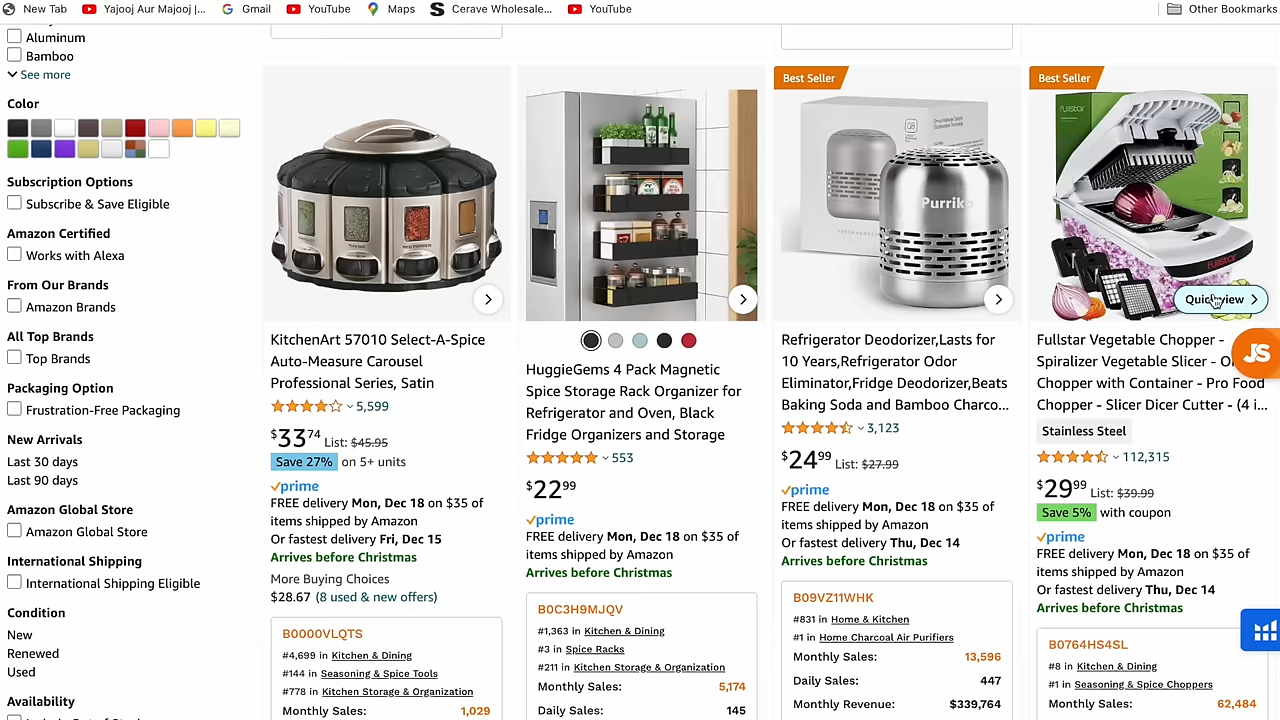 New Tab
Yajooj Aur Majooj |...
Gmail
YouTube
Maps
Cerave Wholesale...
YouTube
Other Bookmarks
Aluminum
Bamboo
See more
Color
Subscription Options
Subscribe & Save Eligible
Amazon Certified
Works with Alexa
From Our Brands
Amazon Brands
All Top Brands
Top Brands
Packaging Option
Frustration-Free Packaging
New Arrivals
Last 30 days
Last 90 days
Amazon Global Store
Amazon Global Store
International Shipping
International Shipping Eligible
Condition
New
Renewed
Used
Availability
KitchenArt 57010 Select-A-Spice
Auto-Measure Carousel
Professional Series, Satin
5,599
$33.74 List: $45.95
Save 27% on 5+ units
prime
FREE delivery Mon, Dec 18 on $35 of
items shipped by Amazon
Or fastest delivery Fri, Dec 15
Arrives before Christmas
More Buying Choices
$28.67 (8 used & new offers)
B0000VLQTS
#4,699 in Kitchen & Dining
#144 in Seasoning & Spice Tools
#778 in Kitchen Storage & Organization
Monthly Sales: 1,029
HuggieGems 4 Pack Magnetic
Spice Storage Rack Organizer for
Refrigerator and Oven, Black
Fridge Organizers and Storage
553
$22.99
prime
FREE delivery Mon, Dec 18 on $35 of
items shipped by Amazon
Arrives before Christmas
B0C3H9MJQV
#1,363 in Kitchen & Dining
#3 in Spice Racks
#211 in Kitchen Storage & Organization
Monthly Sales: 5,174
Daily Sales: 145
Best Seller
Purriko
Refrigerator Deodorizer,Lasts for
10 Years,Refrigerator Odor
Eliminator,Fridge Deodorizer,Beats
Baking Soda and Bamboo Charco...
3,123
$24.99 List: $27.99
prime
FREE delivery Mon, Dec 18 on $35 of
items shipped by Amazon
Or fastest delivery Thu, Dec 14
Arrives before Christmas
B09VZ11WHK
#831 in Home & Kitchen
#1 in Home Charcoal Air Purifiers
Monthly Sales: 13,596
Daily Sales: 447
Monthly Revenue: $339,764
Best Seller
Fullstar
Fullstar
Quick view
Fullstar Vegetable Chopper -
Spiralizer Vegetable Slicer - O
Chopper with Container - Pro Food
Chopper - Slicer Dicer Cutter - (4 i...
Stainless Steel
112,315
$29.99 List: $39.99
Save 5% with coupon
prime
FREE delivery Mon, Dec 18 on $35 of
items shipped by Amazon
Or fastest delivery Thu, Dec 14
Arrives before Christmas
B0764HS4SL
#8 in Kitchen & Dining
#1 in Seasoning & Spice Choppers
Monthly Sales: 62,484
JS